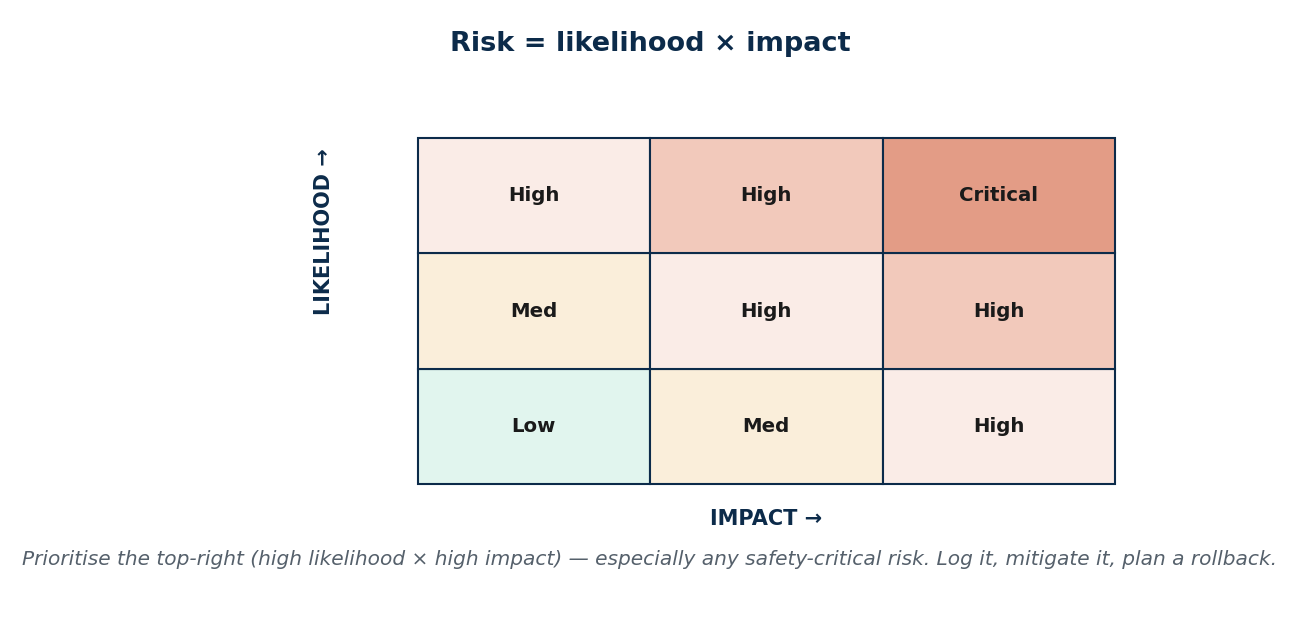 Risk = likelihood × impact
LIKELIHOOD →
High High Critical
Med High High
Low Med High
IMPACT →
Prioritise the top-right (high likelihood × high impact) — especially any safety-critical risk. Log it, mitigate it, plan a rollback.